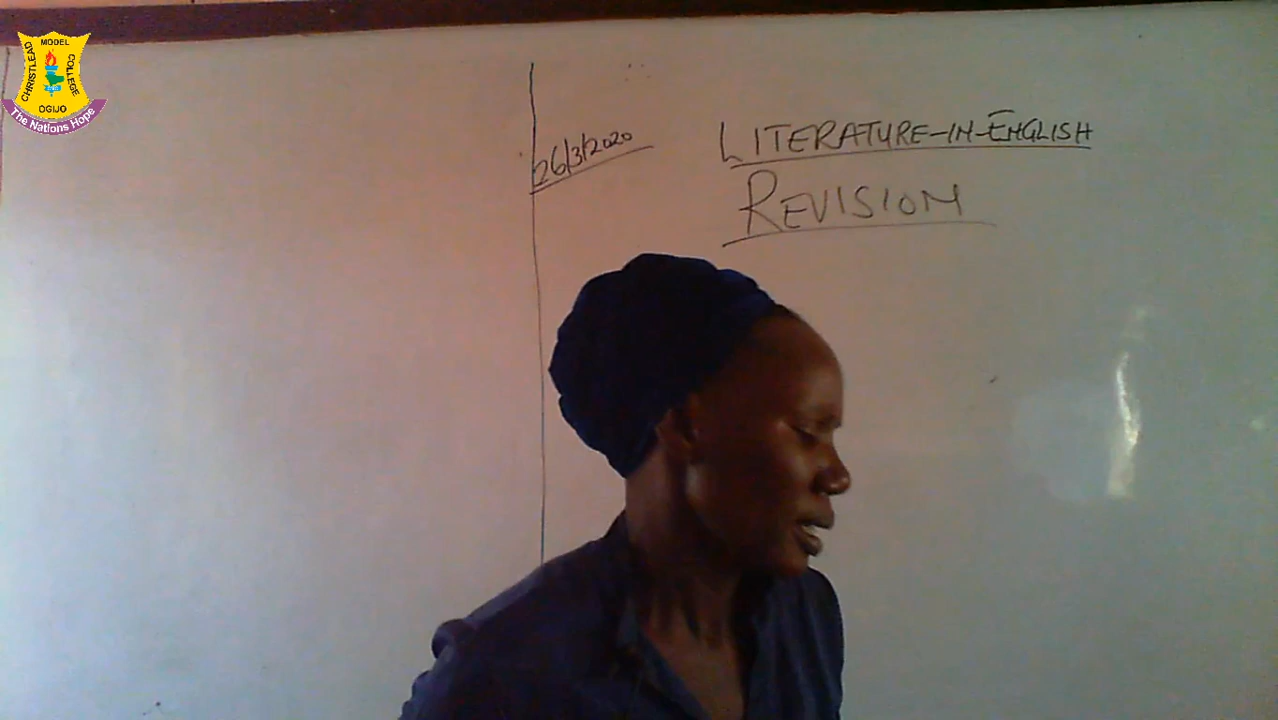 MODEL
CHRISTLEAD
COLLEGE
OGIJO
The Nations Hope
26/3/2020
LITERATURE-IN-ENGLISH
REVISION